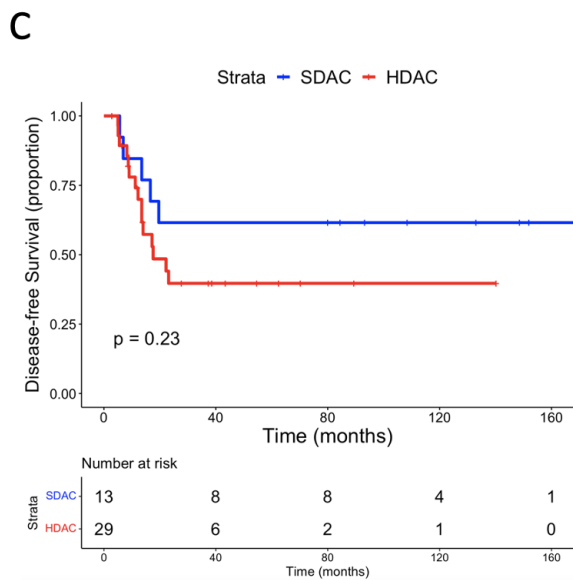 C
Strata SDAC HDAC
Disease-free Survival (proportion)
1.00
0.75
0.50
0.25
0.00
p = 0.23
0 40 80 120 160
Time (months)
Number at risk
Strata
SDAC 13 8 8 4 1
HDAC 29 6 2 1 0
0 40 80 120 160
Time (months)